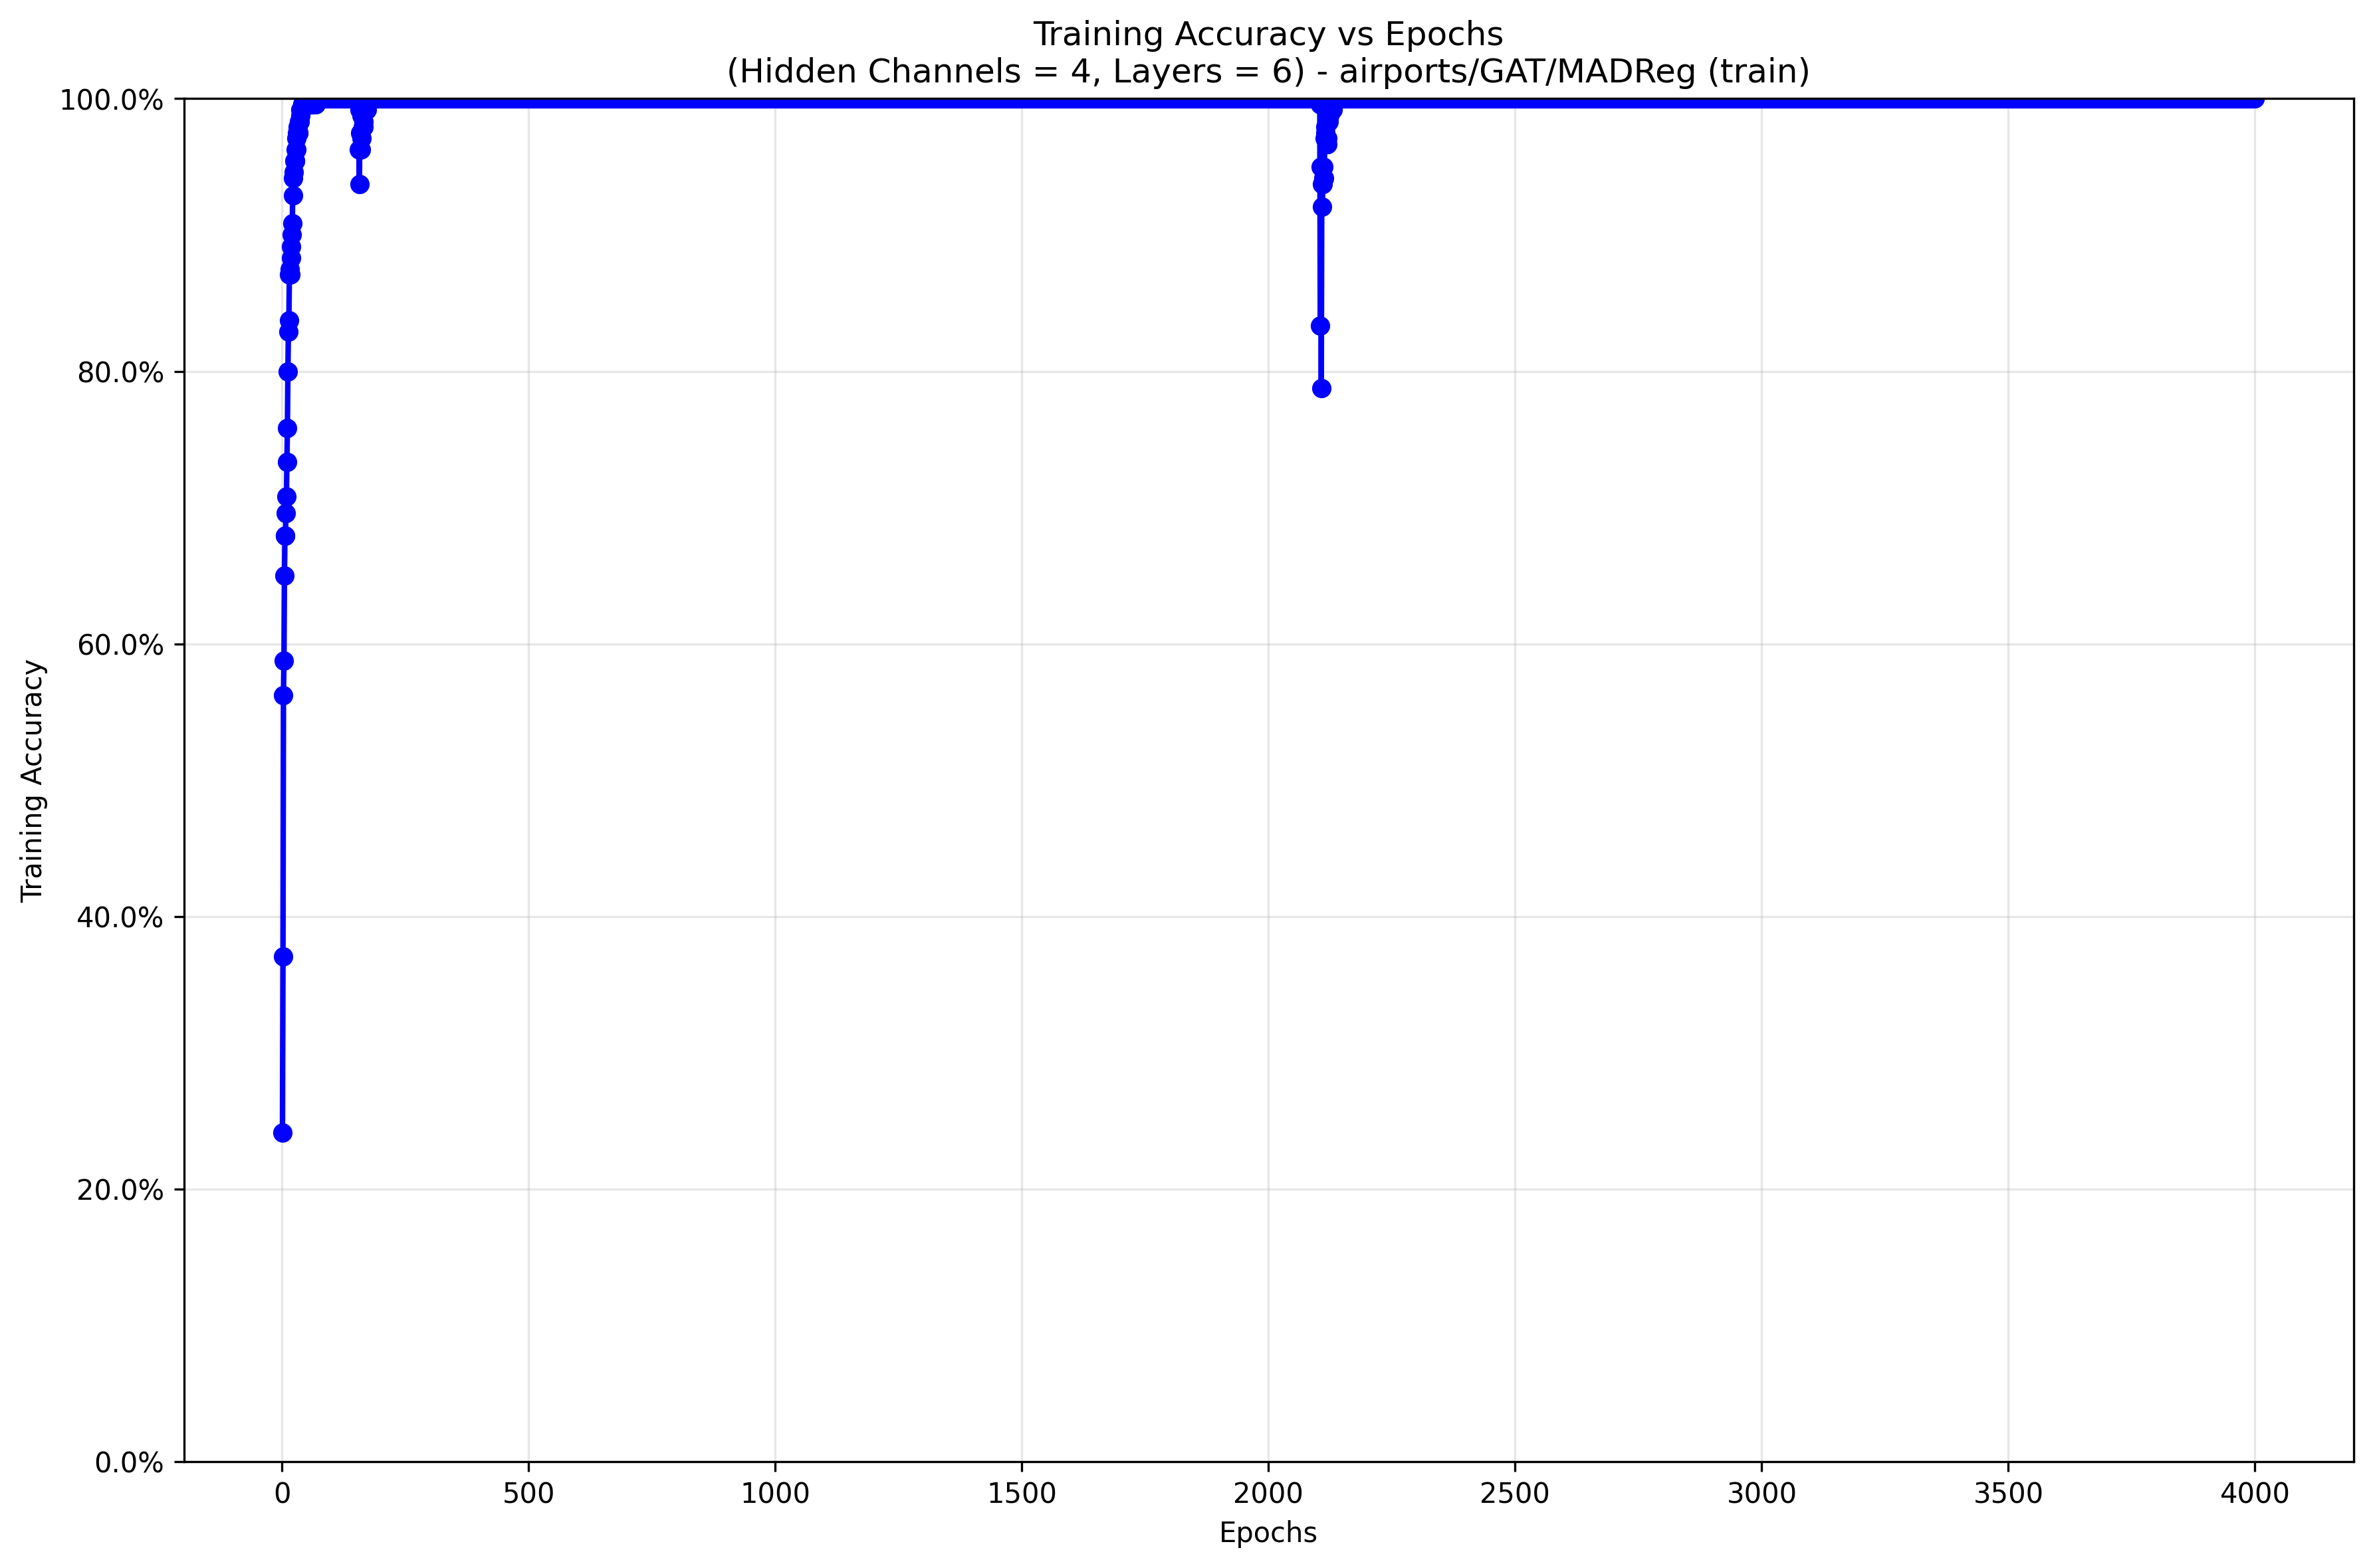 Training Accuracy vs Epochs
(Hidden Channels = 4, Layers = 6) - airports/GAT/MADReg (train)
100.0%
80.0%
60.0%
40.0%
20.0%
0.0%
Training Accuracy
0 500 1000 1500 2000 2500 3000 3500 4000
Epochs